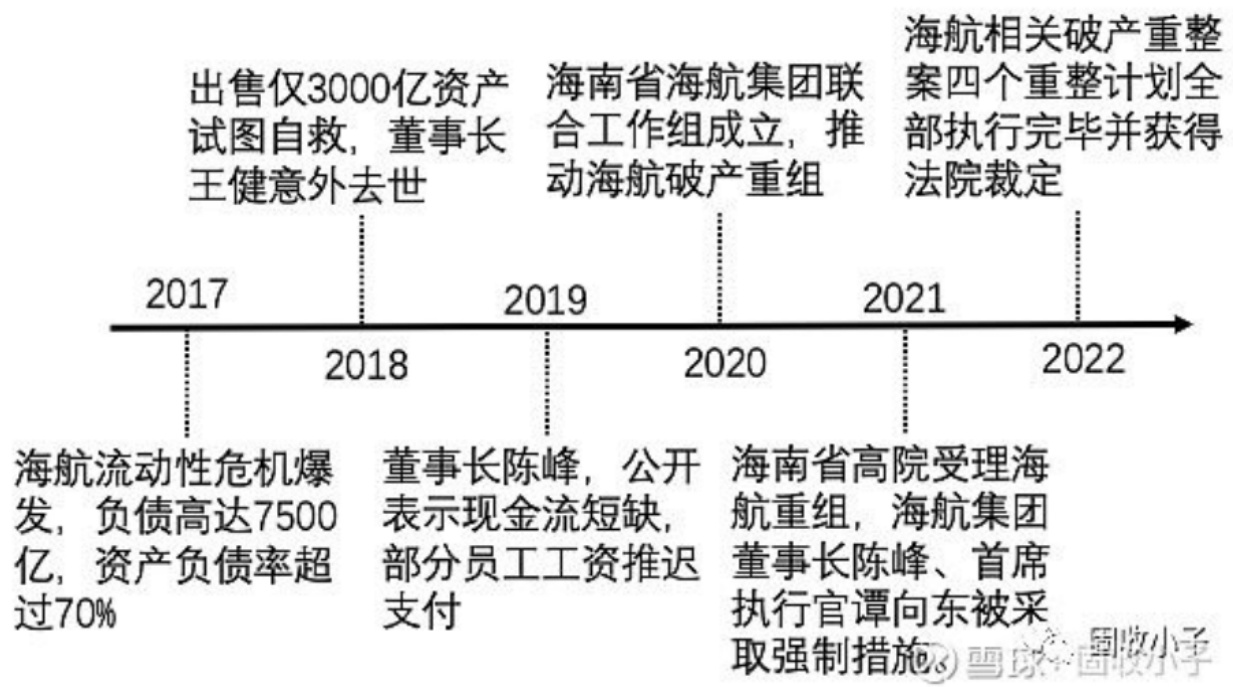 出售仅3000亿资产
试图自救，董事长
王健意外去世
海南省海航集团联
合工作组成立，推
动海航破产重组
海航相关破产重整
案四个重整计划全
部执行完毕并获得
法院裁定
2017
2018
2019
2020
2021
2022
海航流动性危机爆
发，负债高达7500
亿，资产负债率超
过70%
董事长陈峰，公开
表示现金流短缺，
部分员工工资推迟
支付
海南省高院受理海
航重组，海航集团
董事长陈峰、首席
执行官谭向东被采
取强制措施。
固收小子
雪球·固收小子